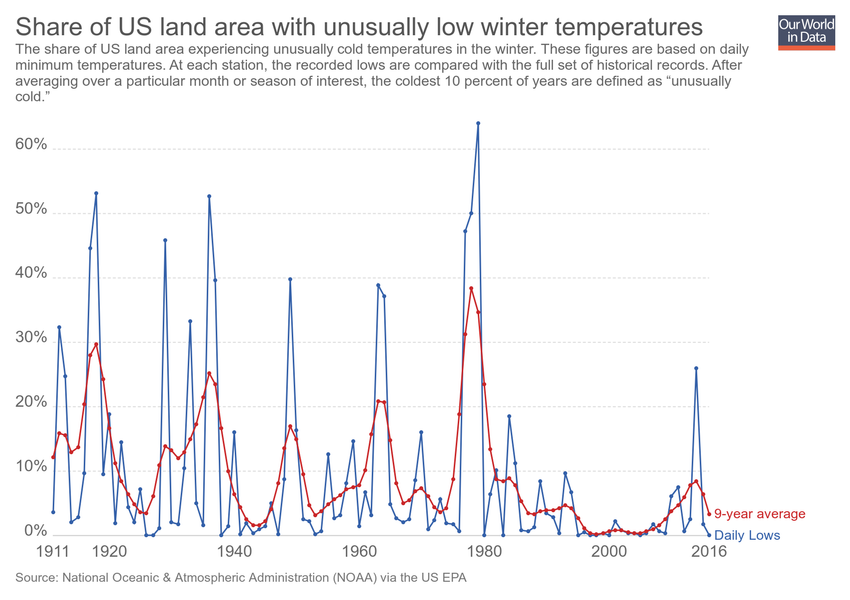 Share of US land area with unusually low winter temperatures
Our World
in Data
The share of US land area experiencing unusually cold temperatures in the winter. These figures are based on daily
minimum temperatures. At each station, the recorded lows are compared with the full set of historical records. After
averaging over a particular month or season of interest, the coldest 10 percent of years are defined as “unusually
cold.”
60%
50%
40%
30%
20%
10%
0%
9-year average
Daily Lows
1911 1920 1940 1960 1980 2000 2016
Source: National Oceanic & Atmospheric Administration (NOAA) via the US EPA